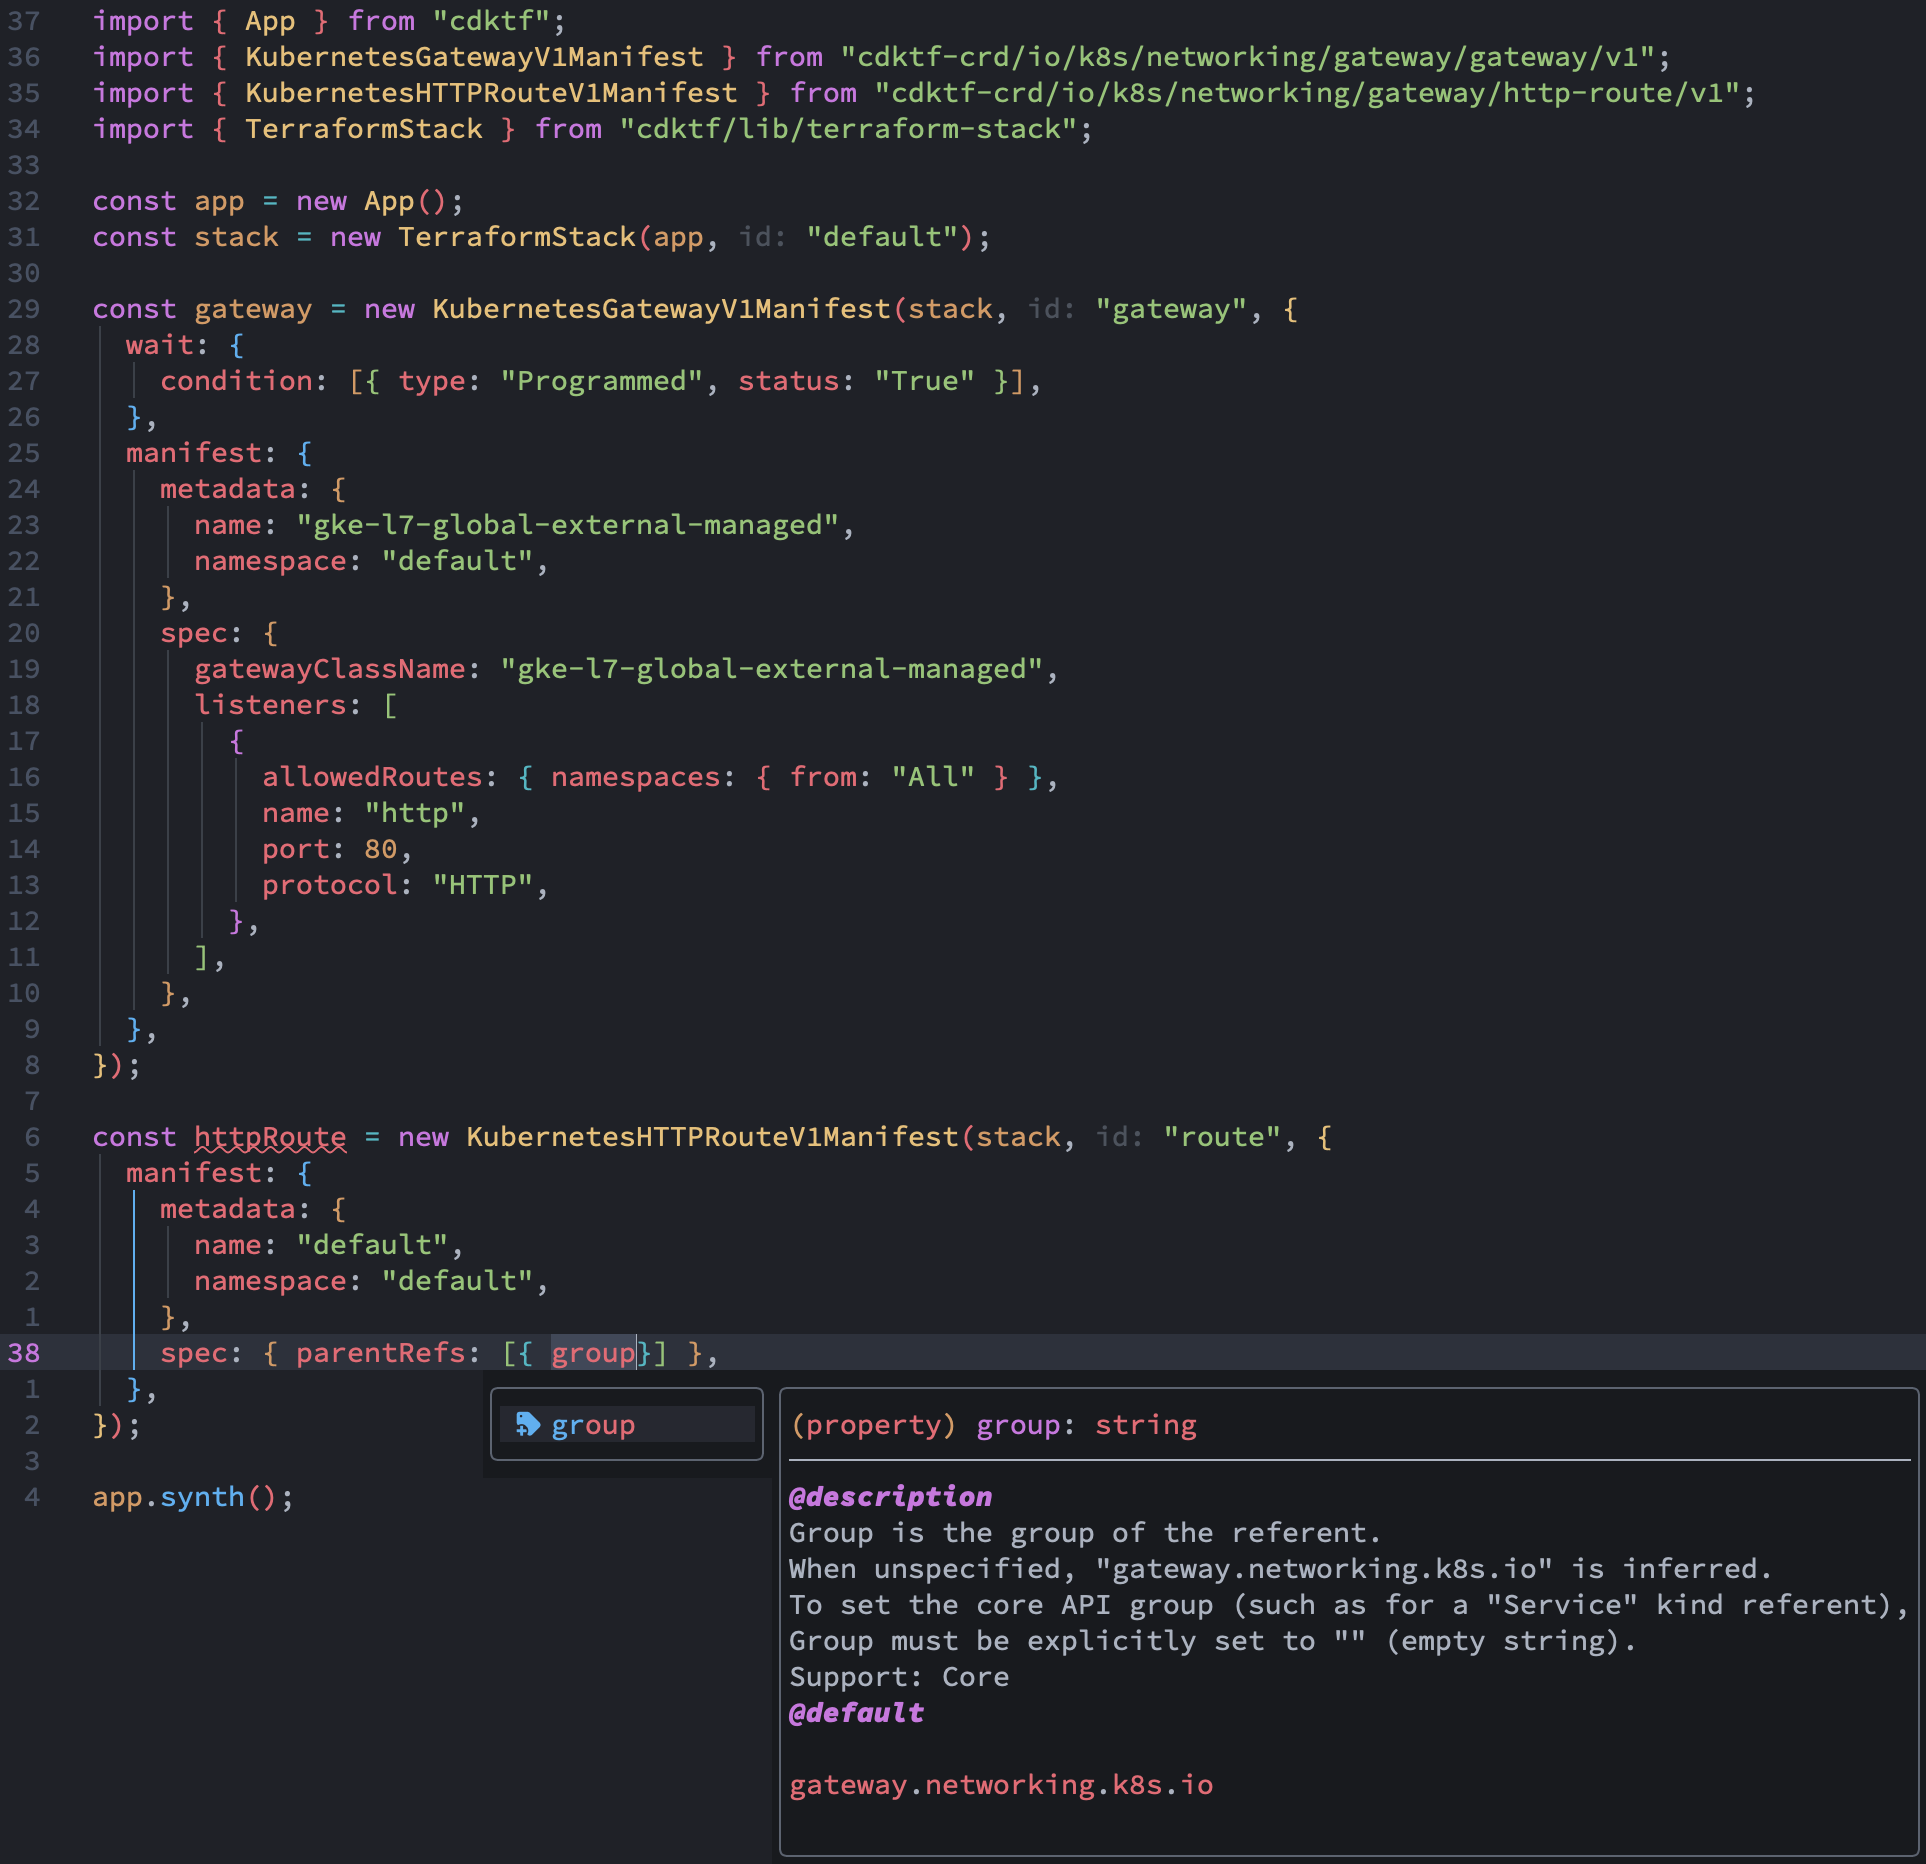 37 import { App } from "cdktf";
36 import { KubernetesGatewayV1Manifest } from "cdktf-crd/io/k8s/networking/gateway/gateway/v1";
35 import { KubernetesHTTPRouteV1Manifest } from "cdktf-crd/io/k8s/networking/gateway/http-route/v1";
34 import { TerraformStack } from "cdktf/lib/terraform-stack";
33
32 const app = new App();
31 const stack = new TerraformStack(app, id: "default");
30
29 const gateway = new KubernetesGatewayV1Manifest(stack, id: "gateway", {
28   wait: {
27     condition: [{ type: "Programmed", status: "True" }],
26   },
25   manifest: {
24     metadata: {
23       name: "gke-l7-global-external-managed",
22       namespace: "default",
21     },
20     spec: {
19       gatewayClassName: "gke-l7-global-external-managed",
18       listeners: [
17         {
16           allowedRoutes: { namespaces: { from: "All" } },
15           name: "http",
14           port: 80,
13           protocol: "HTTP",
12         },
11       ],
10     },
9   },
8 });
7
6 const httpRoute = new KubernetesHTTPRouteV1Manifest(stack, id: "route", {
5   manifest: {
4     metadata: {
3       name: "default",
2       namespace: "default",
1     },
38     spec: { parentRefs: [{ group}] },
1   },
2 });
3
4 app.synth();
group
(property) group: string
@description
Group is the group of the referent.
When unspecified, "gateway.networking.k8s.io" is inferred.
To set the core API group (such as for a "Service" kind referent),
Group must be explicitly set to "" (empty string).
Support: Core
@default
gateway.networking.k8s.io